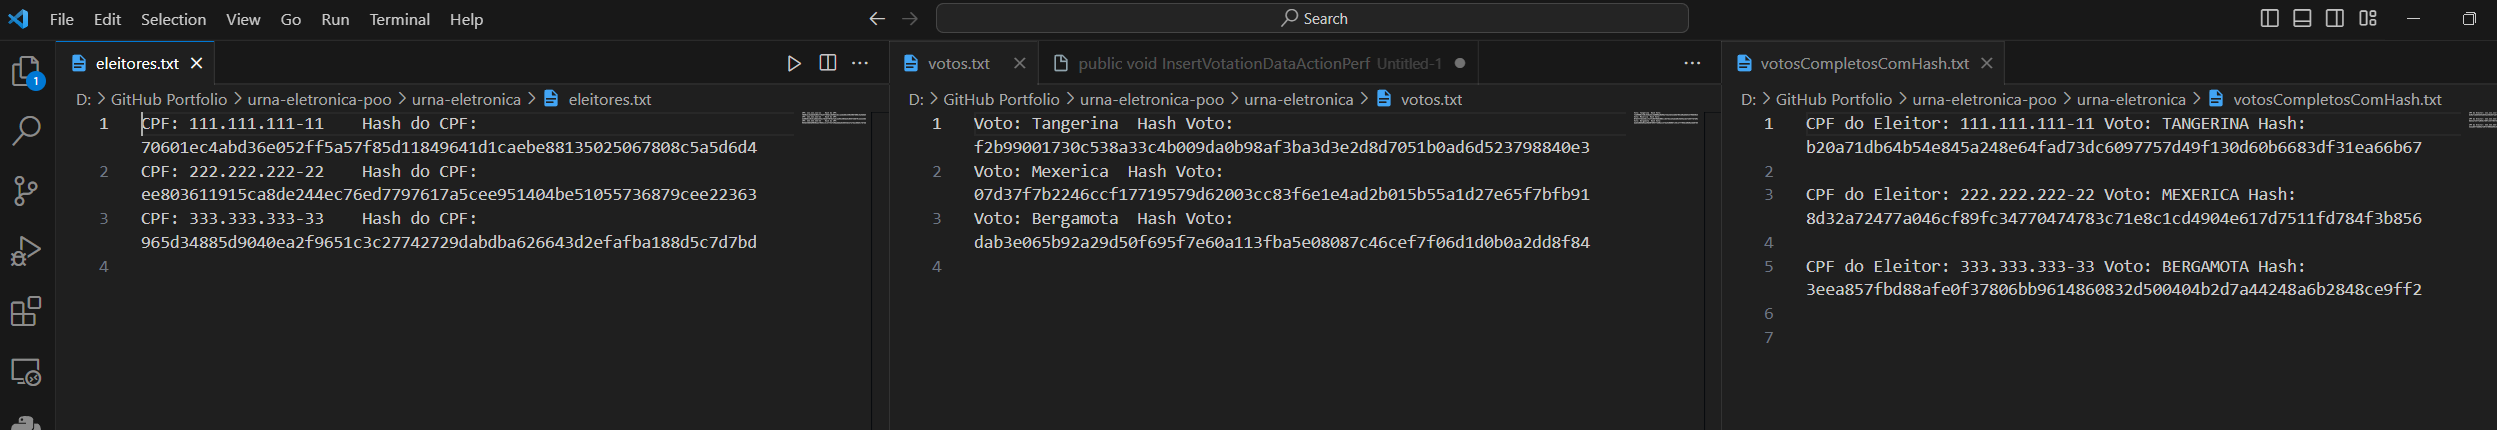 File Edit Selection View Go Run Terminal Help
Search
1
eleitores.txt
D: > GitHub Portfolio > urna-eletronica-poo > urna-eletronica > eleitores.txt
1 CPF: 111.111.111-11 Hash do CPF:
70601ec4abd36e052ff5a57f85d11849641d1caebe88135025067808c5a5d6d4
2 CPF: 222.222.222-22 Hash do CPF:
ee803611915ca8de244ec76ed7797617a5cee951404be51055736879cee22363
3 CPF: 333.333.333-33 Hash do CPF:
965d34885d9040ea2f9651c3c27742729dabdba626643d2efafba188d5c7d7bd
4
votos.txt
public void InsertVotationDataActionPerf Untitled-1
D: > GitHub Portfolio > urna-eletronica-poo > urna-eletronica > votos.txt
1 Voto: Tangerina Hash Voto:
f2b99001730c538a33c4b009da0b98af3ba3d3e2d8d7051b0ad6d523798840e3
2 Voto: Mexerica Hash Voto:
07d37f7b2246ccf17719579d62003cc83f6e1e4ad2b015b55a1d27e65f7bfb91
3 Voto: Bergamota Hash Voto:
dab3e065b92a29d50f695f7e60a113fba5e08087c46cef7f06d1d0b0a2dd8f84
4
votosCompletosComHash.txt
D: > GitHub Portfolio > urna-eletronica-poo > urna-eletronica > votosCompletosComHash.txt
1 CPF do Eleitor: 111.111.111-11 Voto: TANGERINA Hash:
b20a71db64b54e845a248e64fad73dc6097757d49f130d60b6683df31ea66b67
2
3 CPF do Eleitor: 222.222.222-22 Voto: MEXERICA Hash:
8d32a72477a046cf89fc34770474783c71e8c1cd4904e617d7511fd784f3b856
4
5 CPF do Eleitor: 333.333.333-33 Voto: BERGAMOTA Hash:
3eea857fbd88afe0f37806bb9614860832d500404b2d7a44248a6b2848ce9ff2
6
7